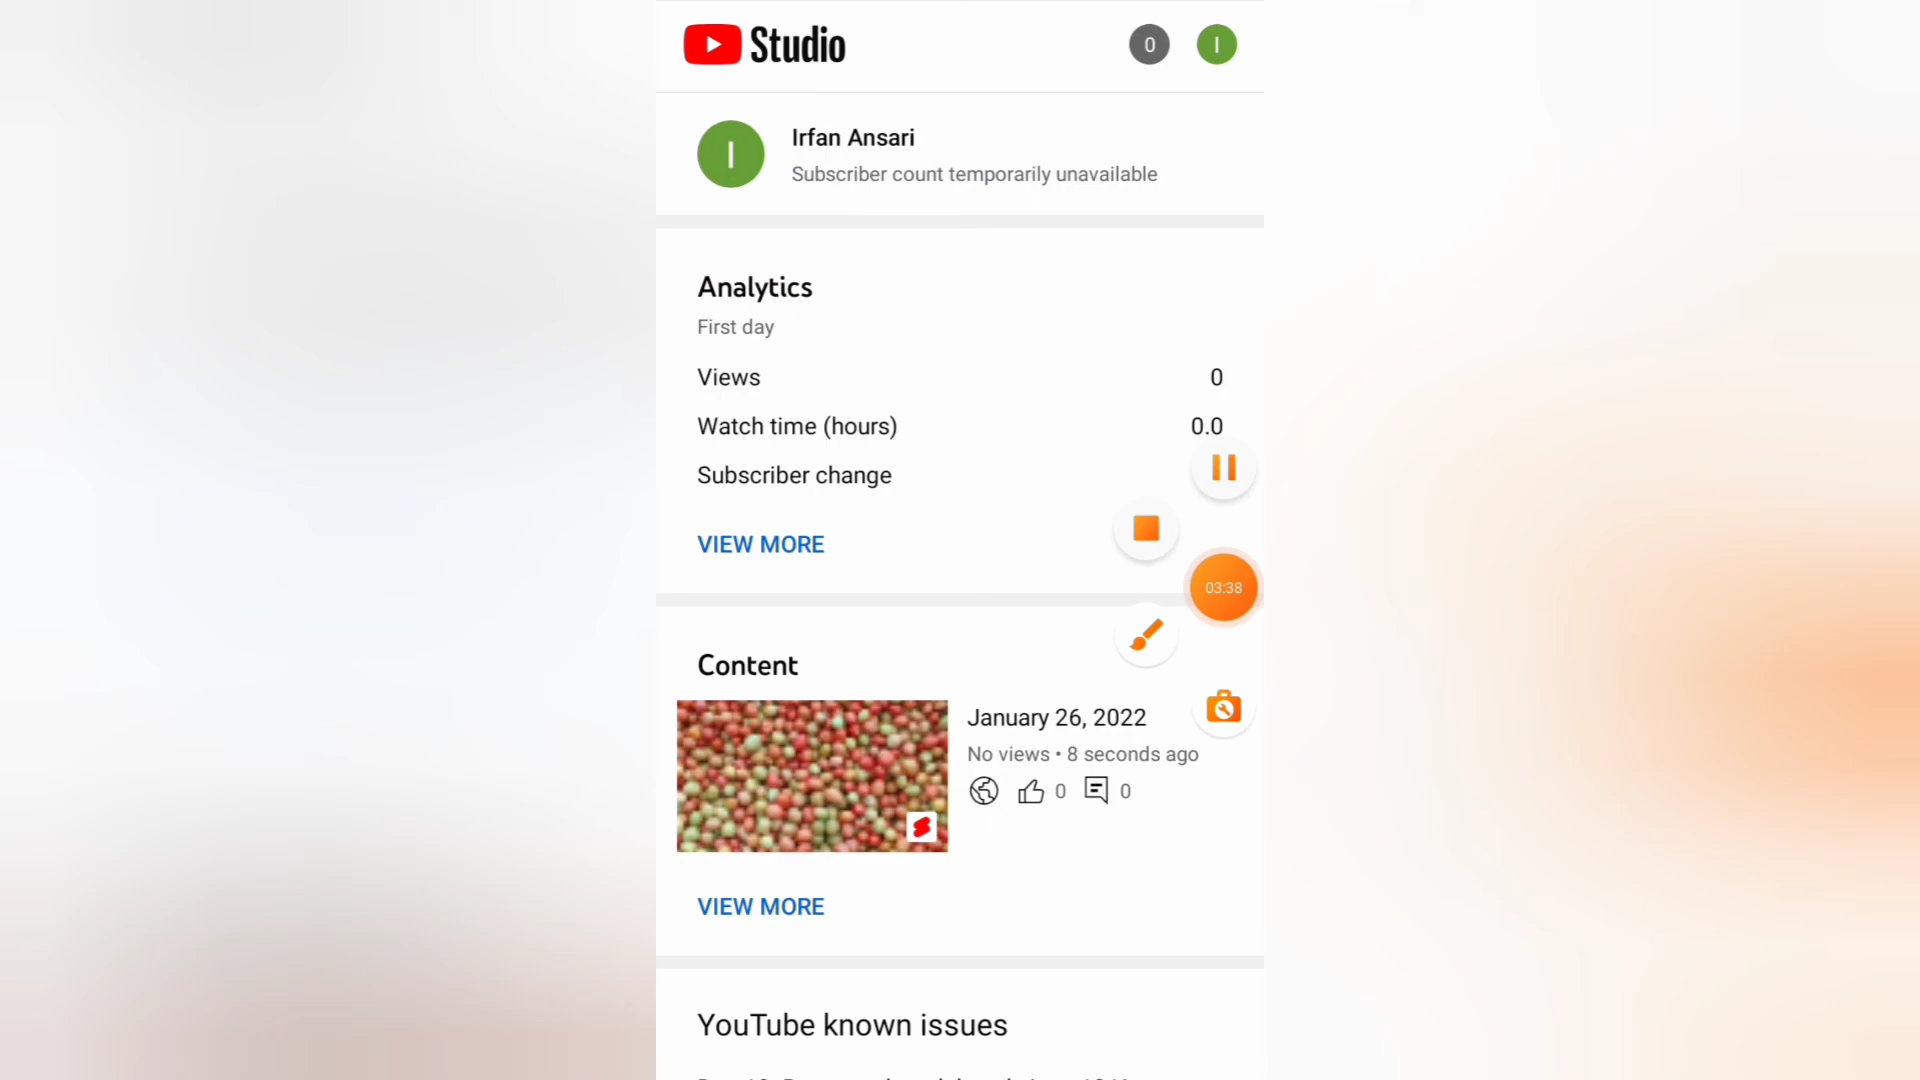 Studio
0
I
I
Irfan Ansari
Subscriber count temporarily unavailable
Analytics
First day
Views 0
Watch time (hours) 0.0
Subscriber change
VIEW MORE
03:38
Content
January 26, 2022
No views • 8 seconds ago
0 0
VIEW MORE
YouTube known issues